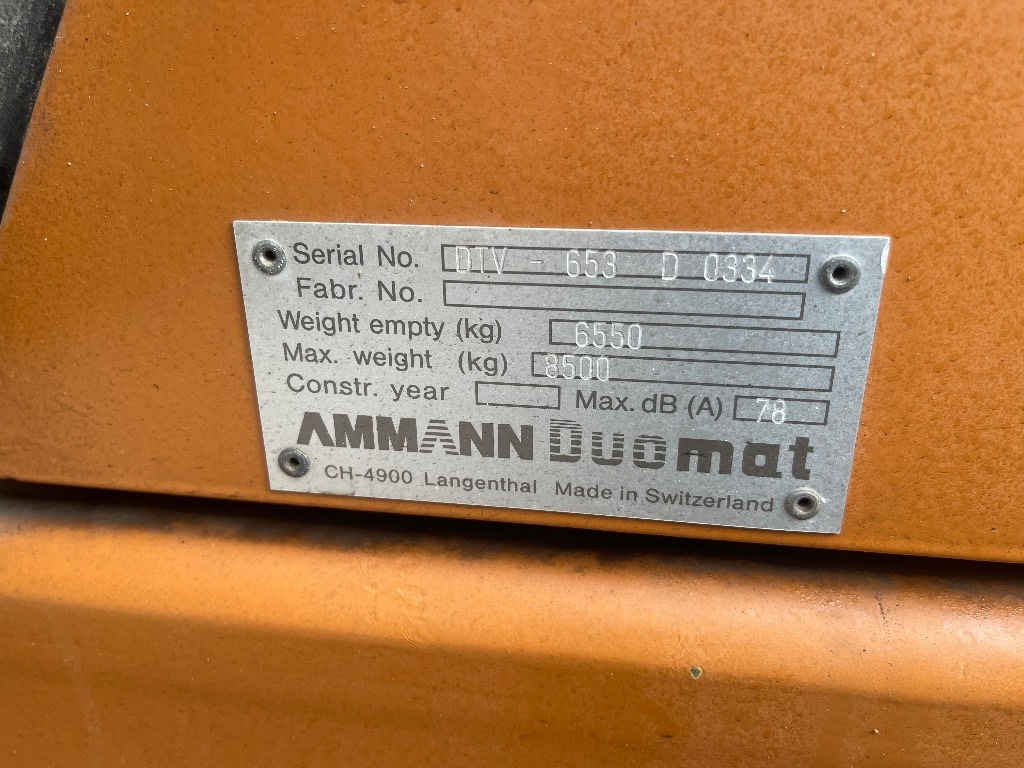 Serial No. DTV - 653 D 0334
Fabr. No.
Weight empty (kg) 6550
Max. weight (kg) 8500
Constr. year Max. dB (A) 78
AMMANN DUOmat
CH-4900 Langenthal Made in Switzerland